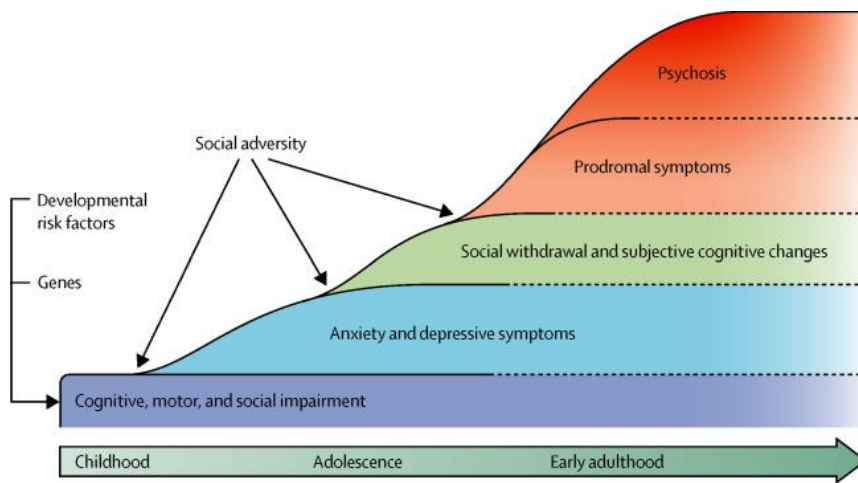 Psychosis
Social adversity
Prodromal symptoms
Developmental
risk factors
Social withdrawal and subjective cognitive changes
Genes
Anxiety and depressive symptoms
Cognitive, motor, and social impairment
Childhood
Adolescence
Early adulthood